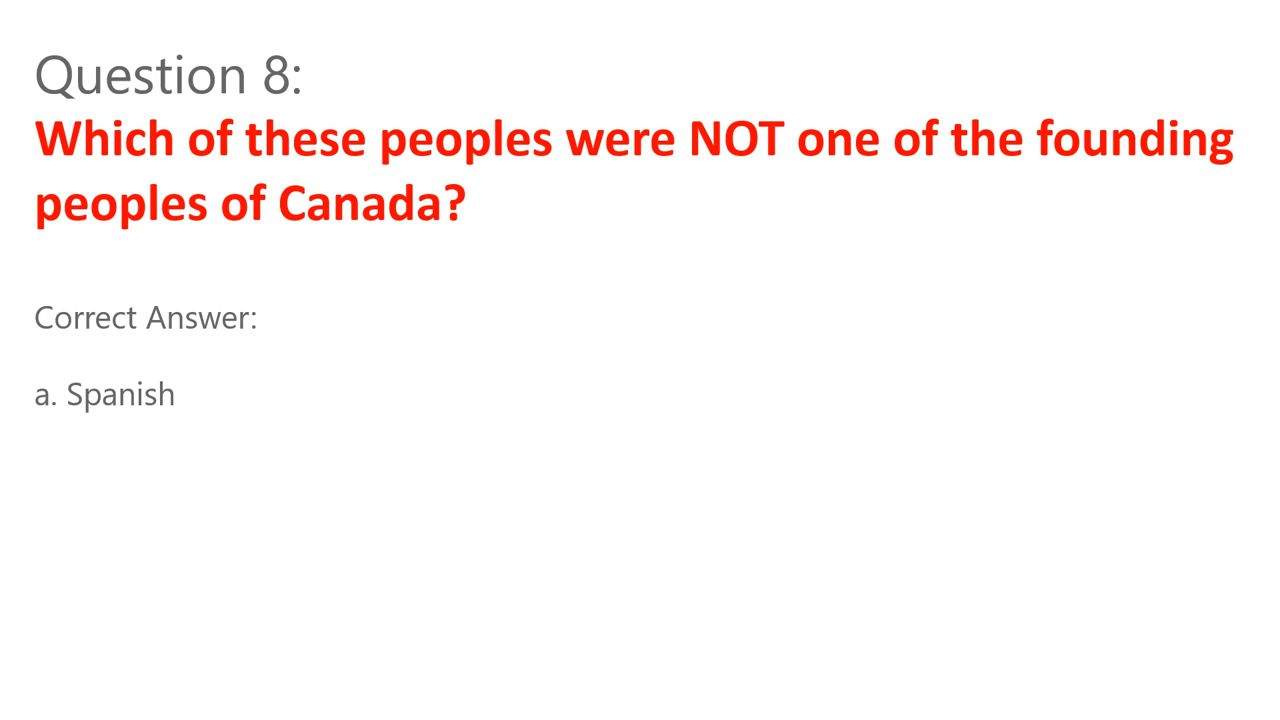 Question 8:
Which of these peoples were NOT one of the founding
peoples of Canada?
Correct Answer:
a. Spanish